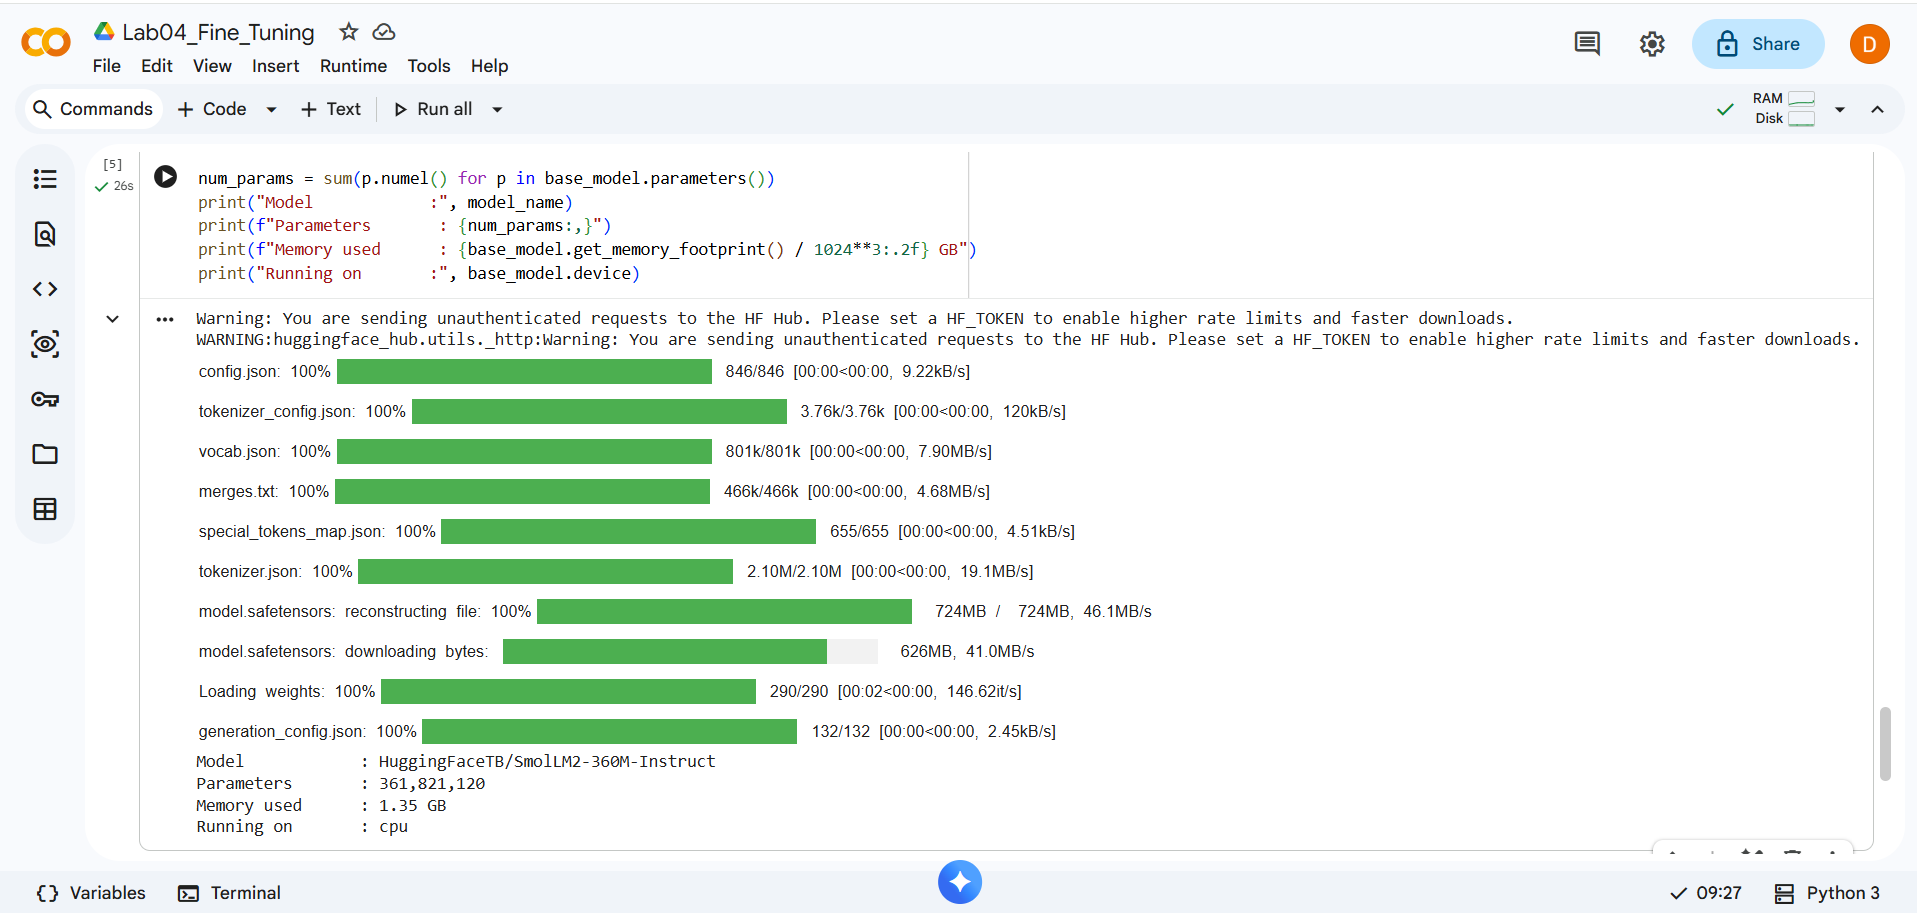 Lab04_Fine_Tuning
File Edit View Insert Runtime Tools Help
Share
D
Commands + Code + Text Run all
RAM
Disk
[5]
26s
num_params = sum(p.numel() for p in base_model.parameters())
print("Model           :", model_name)
print(f"Parameters       : {num_params:,}")
print(f"Memory used      : {base_model.get_memory_footprint() / 1024**3:.2f} GB")
print("Running on       :", base_model.device)
Warning: You are sending unauthenticated requests to the HF Hub. Please set a HF_TOKEN to enable higher rate limits and faster downloads.
WARNING:huggingface_hub.utils._http:Warning: You are sending unauthenticated requests to the HF Hub. Please set a HF_TOKEN to enable higher rate limits and faster downloads.
config.json: 100% 846/846 [00:00<00:00, 9.22kB/s]
tokenizer_config.json: 100% 3.76k/3.76k [00:00<00:00, 120kB/s]
vocab.json: 100% 801k/801k [00:00<00:00, 7.90MB/s]
merges.txt: 100% 466k/466k [00:00<00:00, 4.68MB/s]
special_tokens_map.json: 100% 655/655 [00:00<00:00, 4.51kB/s]
tokenizer.json: 100% 2.10M/2.10M [00:00<00:00, 19.1MB/s]
model.safetensors: reconstructing file: 100% 724MB / 724MB, 46.1MB/s
model.safetensors: downloading bytes: 626MB, 41.0MB/s
Loading weights: 100% 290/290 [00:02<00:00, 146.62it/s]
generation_config.json: 100% 132/132 [00:00<00:00, 2.45kB/s]
Model           : HuggingFaceTB/SmolLM2-360M-Instruct
Parameters      : 361,821,120
Memory used     : 1.35 GB
Running on      : cpu
Variables Terminal
09:27 Python 3